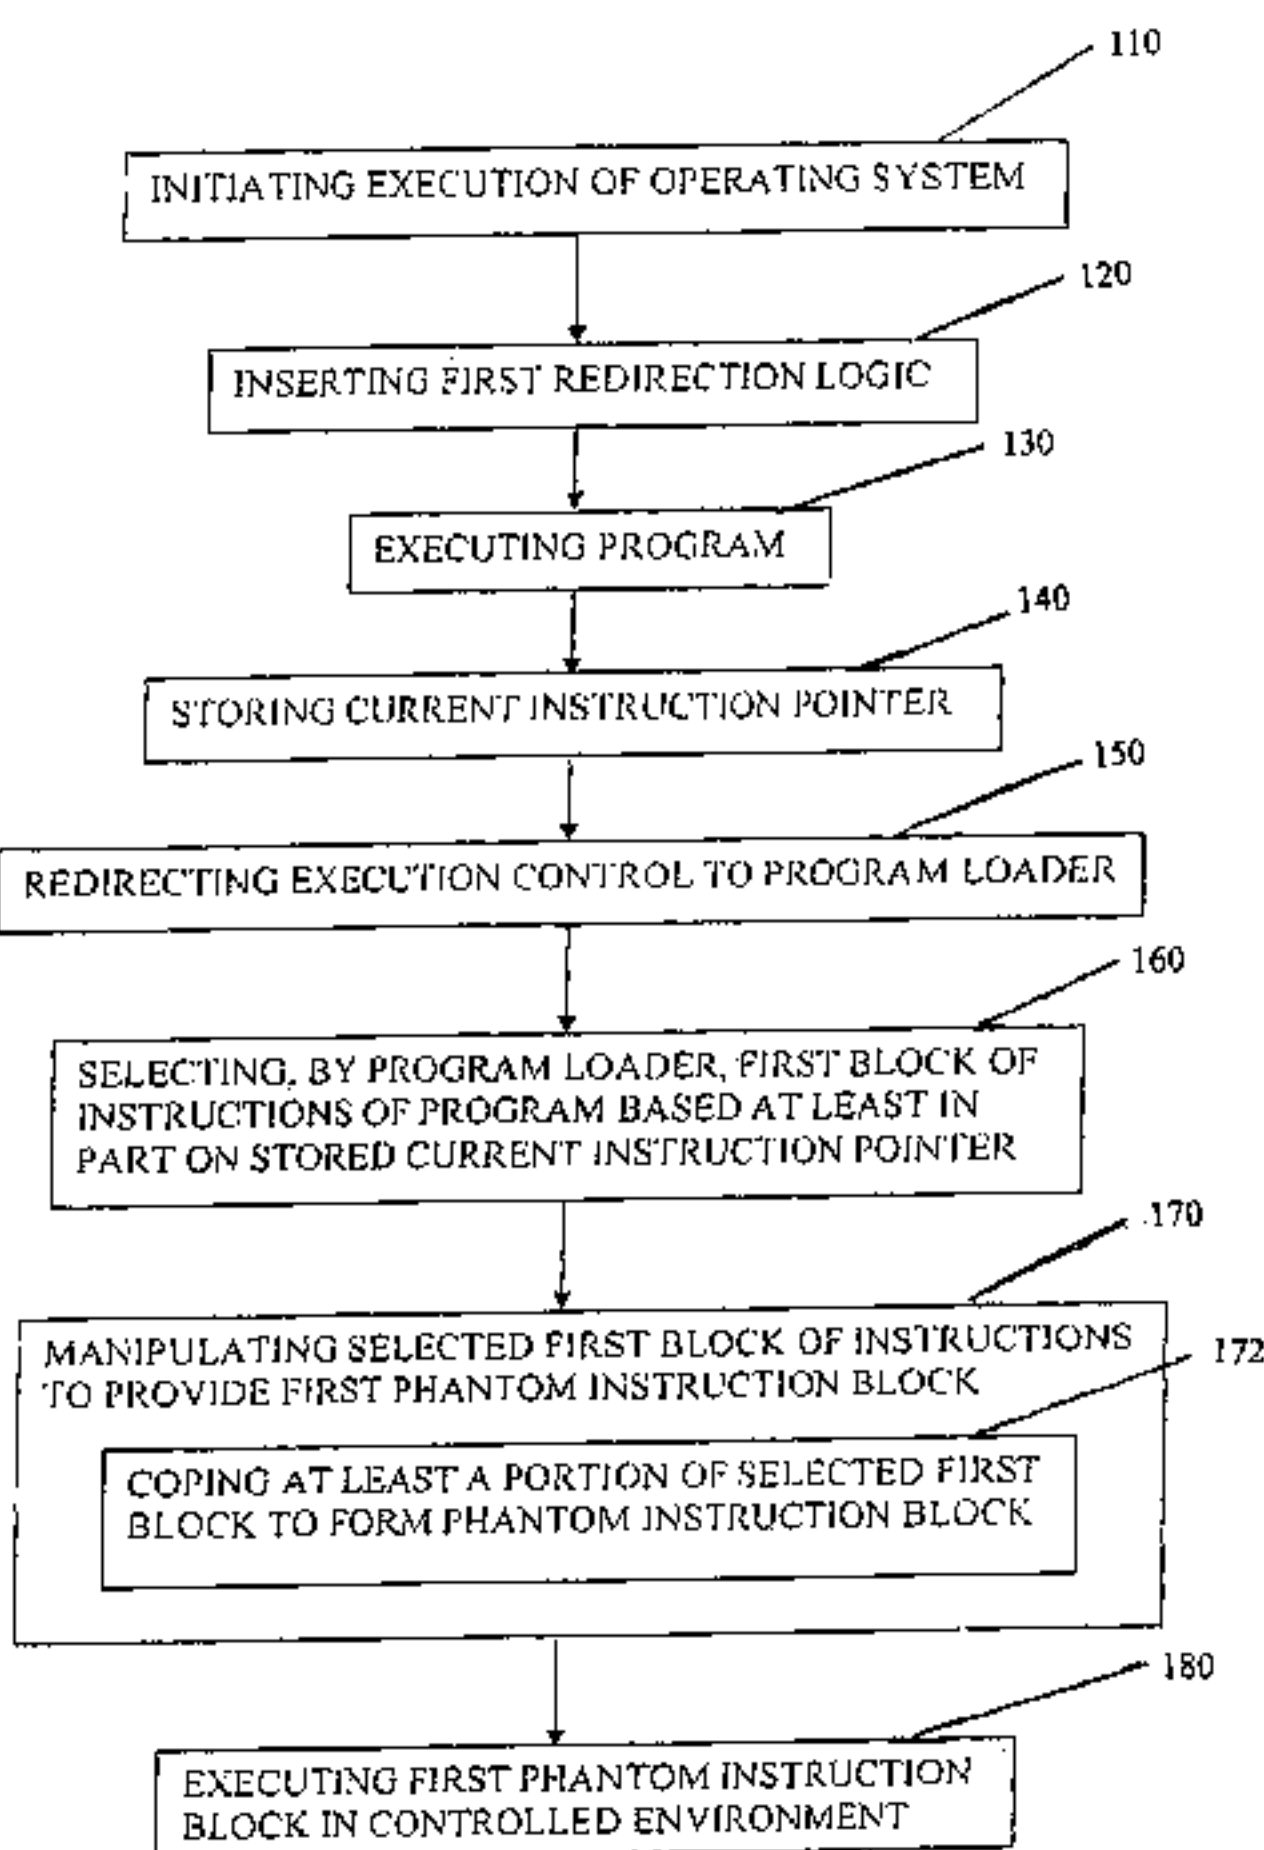 110
INITIATING EXECUTION OF OPERATING SYSTEM
120
INSERTING FIRST REDIRECTION LOGIC
130
EXECUTING PROGRAM
140
STORING CURRENT INSTRUCTION POINTER
150
REDIRECTING EXECUTION CONTROL TO PROGRAM LOADER
160
SELECTING, BY PROGRAM LOADER, FIRST BLOCK OF
INSTRUCTIONS OF PROGRAM BASED AT LEAST IN
PART ON STORED CURRENT INSTRUCTION POINTER
170
MANIPULATING SELECTED FIRST BLOCK OF INSTRUCTIONS
TO PROVIDE FIRST PHANTOM INSTRUCTION BLOCK
172
COPING AT LEAST A PORTION OF SELECTED FIRST
BLOCK TO FORM PHANTOM INSTRUCTION BLOCK
180
EXECUTING FIRST PHANTOM INSTRUCTION
BLOCK IN CONTROLLED ENVIRONMENT